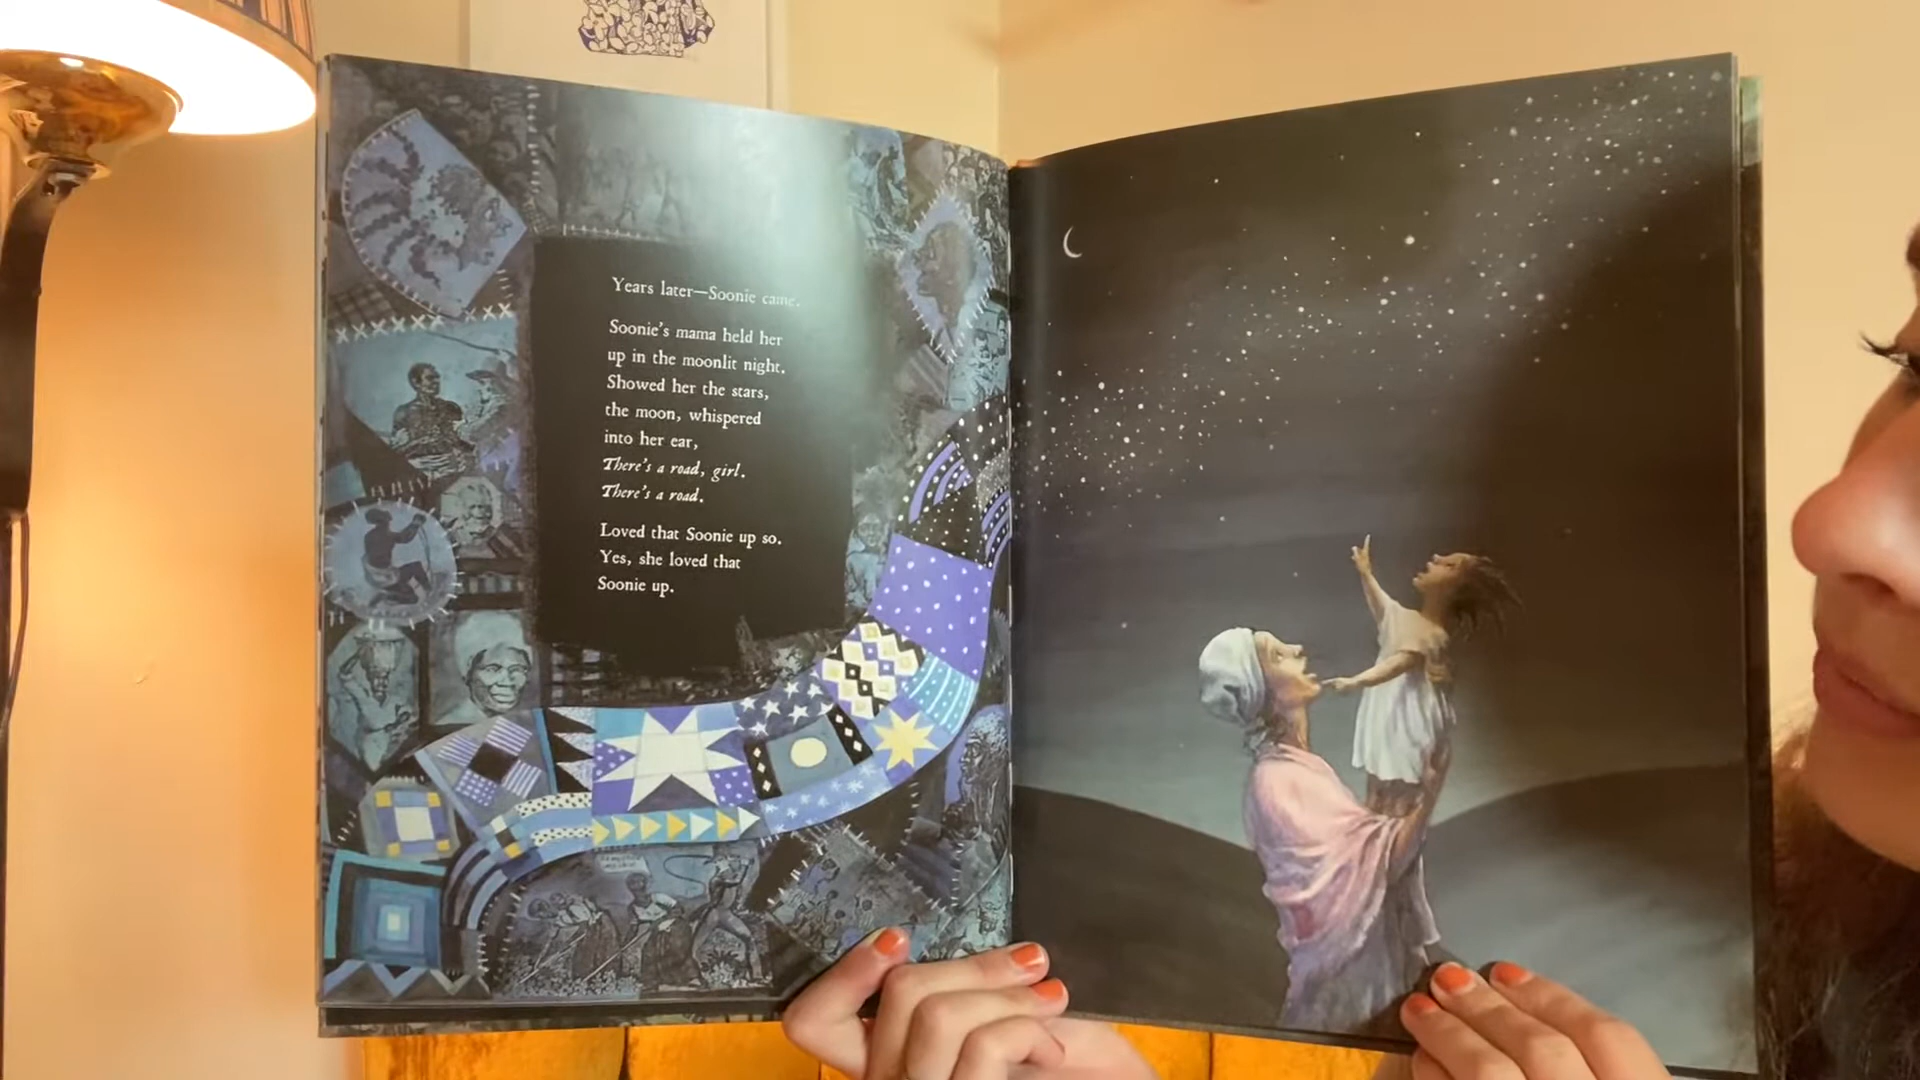 Years later—Soonie came.
Soonie's mama held her
up in the moonlit night.
Showed her the stars,
the moon, whispered
into her ear,
There's a road, girl.
There's a road.
Loved that Soonie up so.
Yes, she loved that
Soonie up.